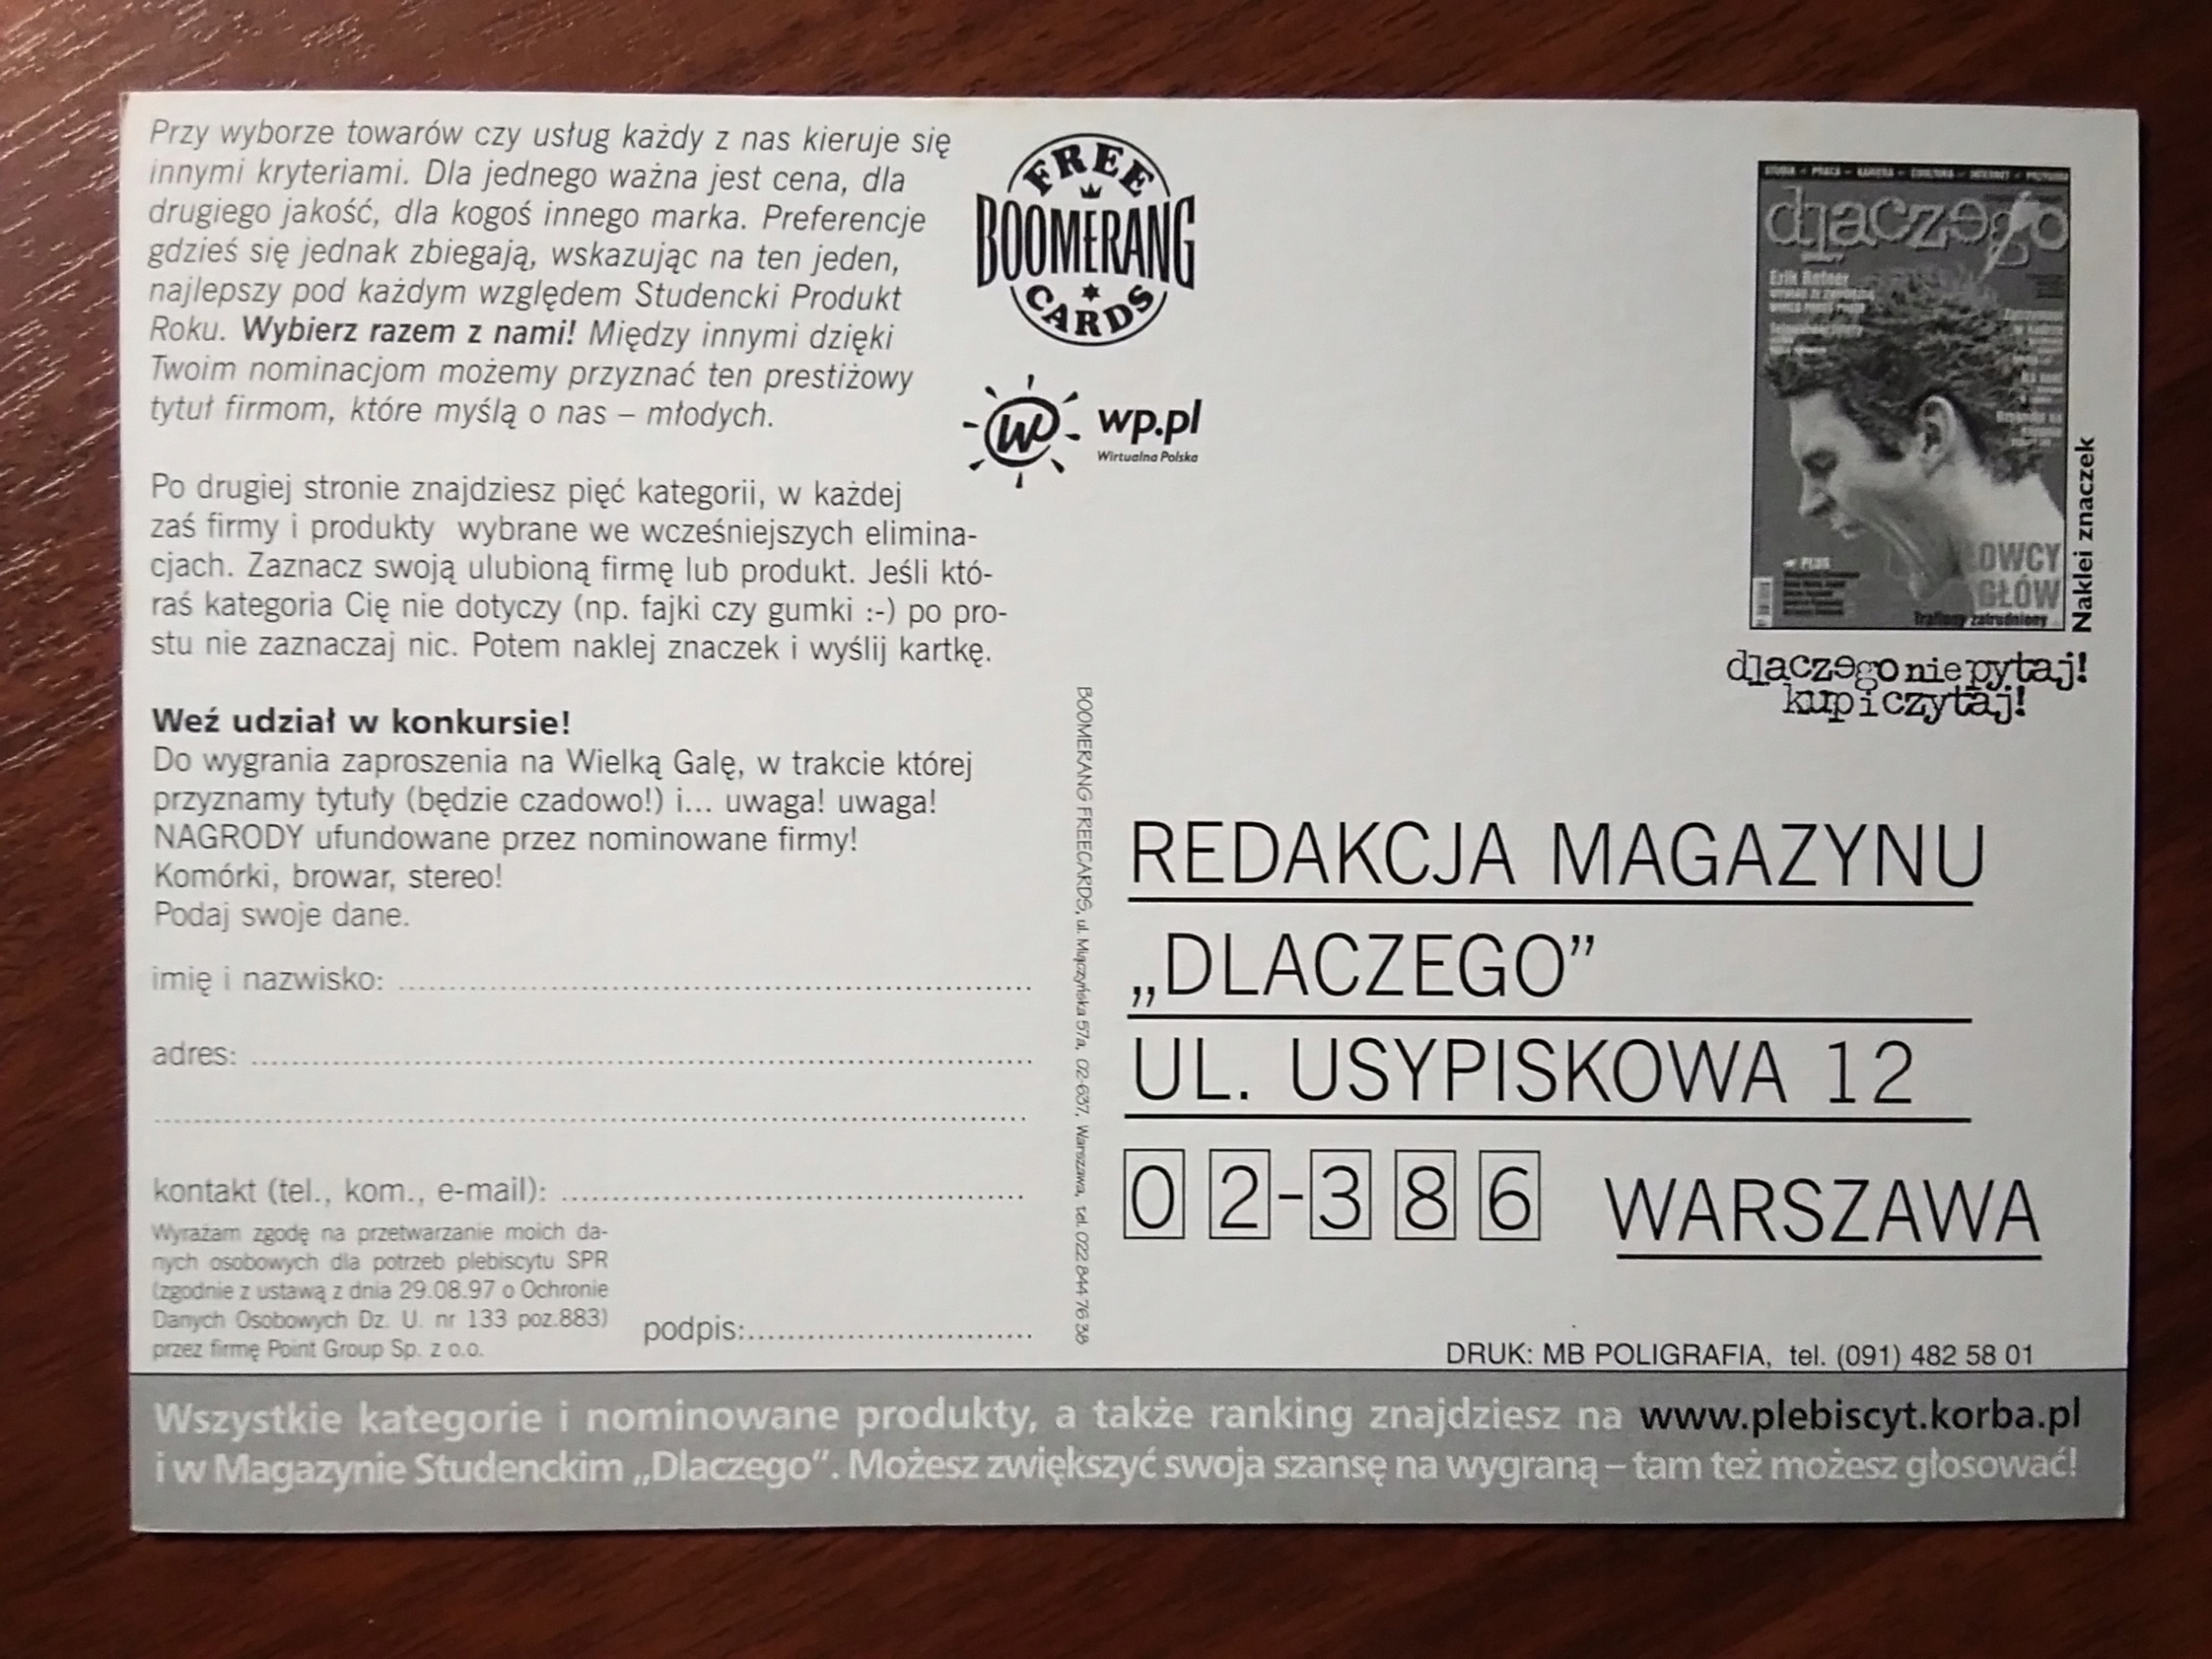 Przy wyborze towarów czy usług każdy z nas kieruje się
innymi kryteriami. Dla jednego ważna jest cena, dla
drugiego jakość, dla kogoś innego marka. Preferencje
gdzieś się jednak zbiegają, wskazując na ten jeden,
najlepszy pod każdym względem Studencki Produkt
Roku. Wybierz razem z nami! Między innymi dzięki
Twoim nominacjom możemy przyznać ten prestiżowy
tytuł firmom, które myślą o nas – młodych.
Po drugiej stronie znajdziesz pięć kategorii, w każdej
zaś firmy i produkty wybrane we wcześniejszych elimina-
cjach. Zaznacz swoją ulubioną firmę lub produkt. Jeśli któ-
raś kategoria Cię nie dotyczy (np. fajki czy gumki :-) po pro-
stu nie zaznaczaj nic. Potem naklej znaczek i wyślij kartkę.
Weź udział w konkursie!
Do wygrania zaproszenia na Wielką Galę, w trakcie której
przyznamy tytuły (będzie czadowo!) i... uwaga! uwaga!
NAGRODY ufundowane przez nominowane firmy!
Komórki, browar, stereo!
Podaj swoje dane.
imię i nazwisko:
adres:
kontakt (tel., kom., e-mail):
Wyrażam zgodę na przetwarzanie moich da-
nych osobowych dla potrzeb plebiscytu SPR
(zgodnie z ustawą z dnia 29.08.97 o Ochronie
Danych Osobowych Dz. U. nr 133 poz.883)
przez firmę Point Group Sp. z o.o.
podpis:
FREE
BOOMERANG
CARDS
wp.pl
Wirtualna Polska
BOOMERANG FREECARDS, ul. Miączyńska 57a, 02-637, Warszawa, tel. 022 844 76 38
dlaczego
ŁOWCY
GŁÓW
Trafiony zatrudniony
PLUS
Naklei znaczek
dlaczego nie pytaj!
kup i czytaj!
REDAKCJA MAGAZYNU
„DLACZEGO”
UL. USYPISKOWA 12
02-386 WARSZAWA
DRUK: MB POLIGRAFIA, tel. (091) 482 58 01
Wszystkie kategorie i nominowane produkty, a także ranking znajdziesz na www.plebiscyt.korba.pl
i w Magazynie Studenckim „Dlaczego”. Możesz zwiększyć swoja szansę na wygraną – tam też możesz głosować!